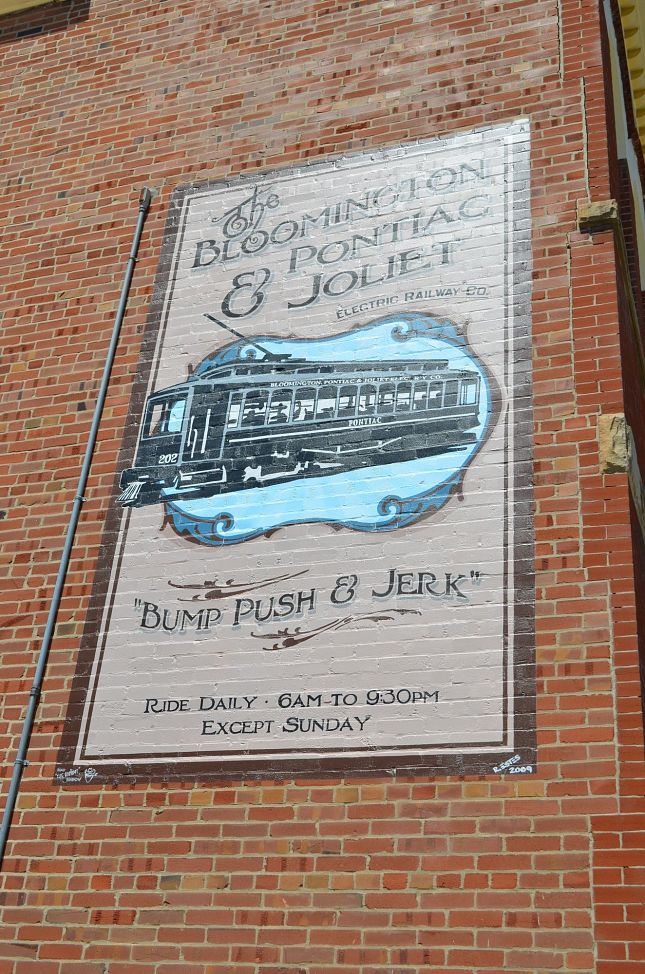 The
BLOOMINGTON
& PONTIAC
JOLIET
ELECTRIC RAILWAY CO.
BLOOMINGTON, PONTIAC & JOLIET ELEC. R'Y CO.
PONTIAC
202
"BUMP PUSH & JERK"
RIDE DAILY · 6AM TO 9:30PM
EXCEPT SUNDAY
R. ESTES
2009